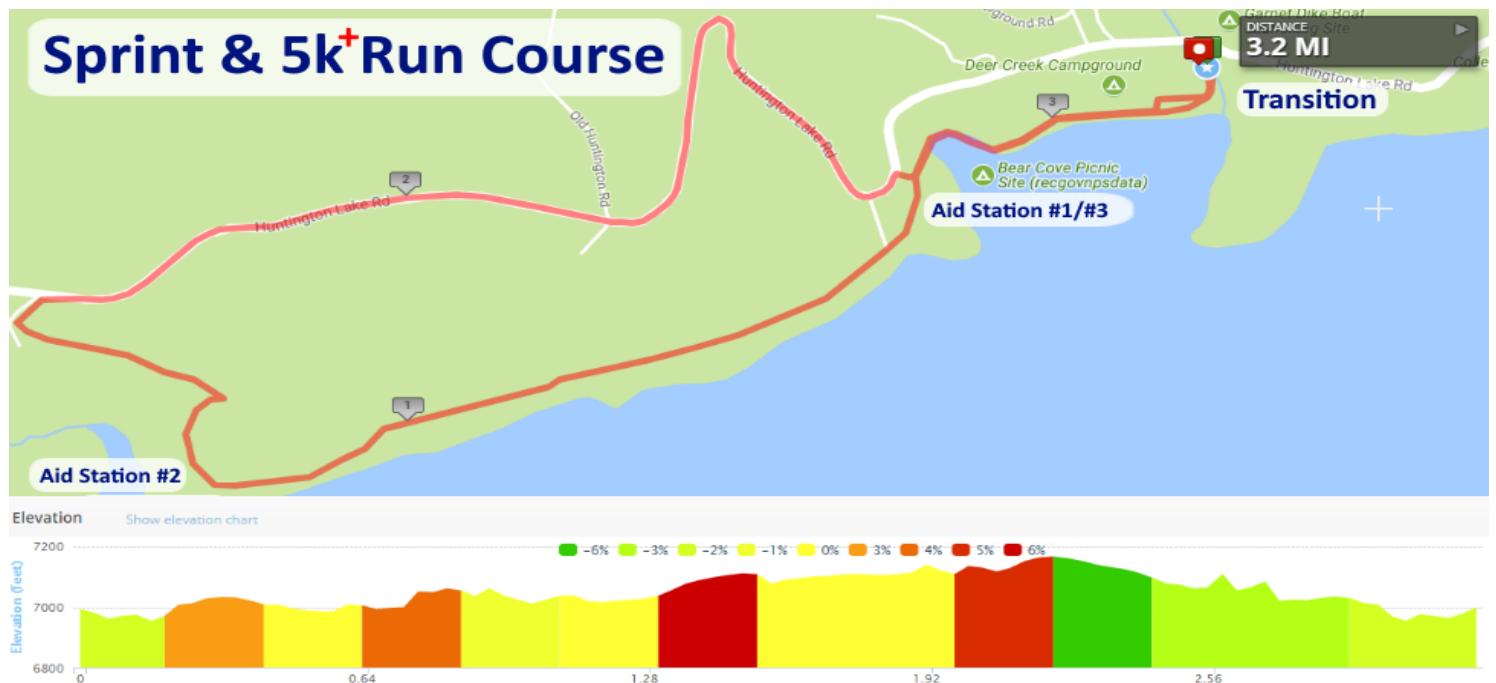 Sprint & 5k+ Run Course
Garnet Dike Boat
DISTANCE
3.2 MI
Huntington Lake Rd
Transition
Deer Creek Campground
Huntington Lake Rd
Old Huntington Rd
3
Bear Cove Picnic
Site (recgovnpsdata)
Aid Station #1/#3
2
Huntington Lake Rd
1
Aid Station #2
Elevation
Show elevation chart
7200
-6%
-3%
-2%
-1%
0%
3%
4%
5%
6%
Elevation (feet)
7000
6800
0
0.64
1.28
1.92
2.56